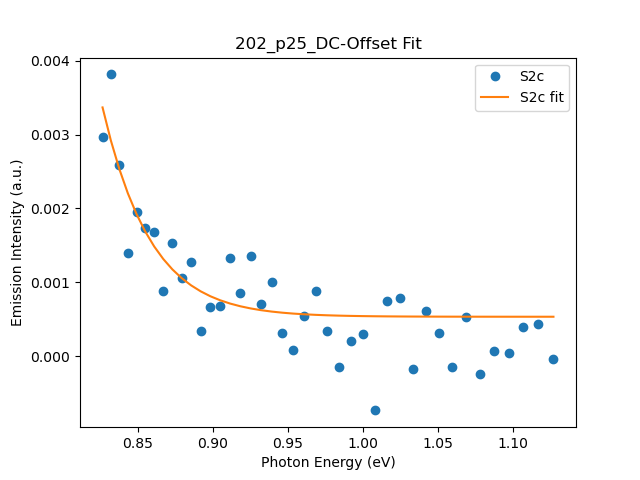 202_p25_DC-Offset Fit
S2c
S2c fit
Emission Intensity (a.u.)
0.004
0.003
0.002
0.001
0.000
0.85 0.90 0.95 1.00 1.05 1.10
Photon Energy (eV)